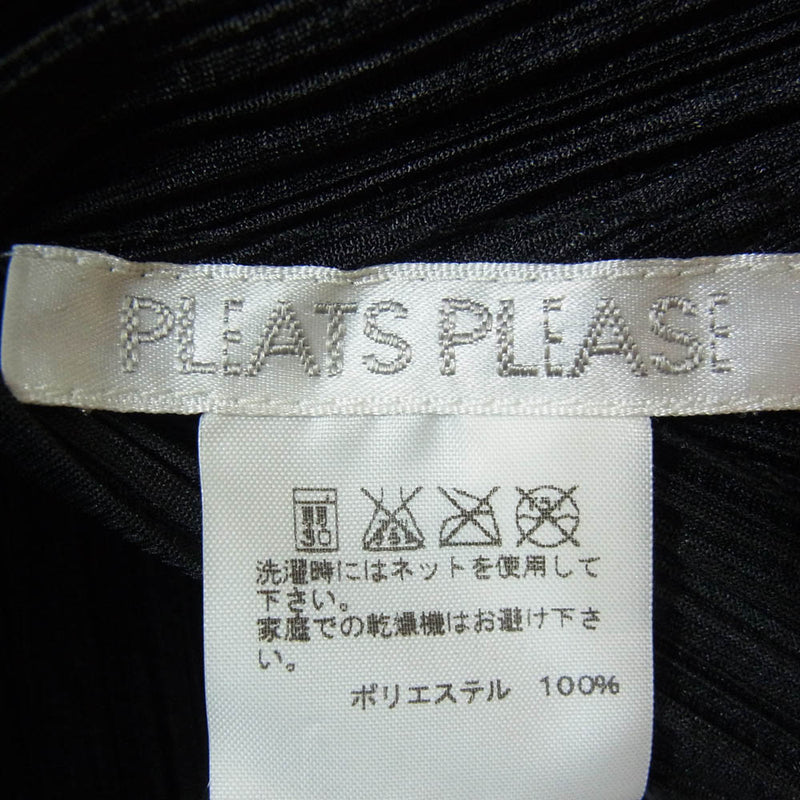 PLEATS PLEASE
洗濯時にはネットを使用して
下さい。
家庭での乾燥機はお避け下さ
い。
ポリエステル 100%